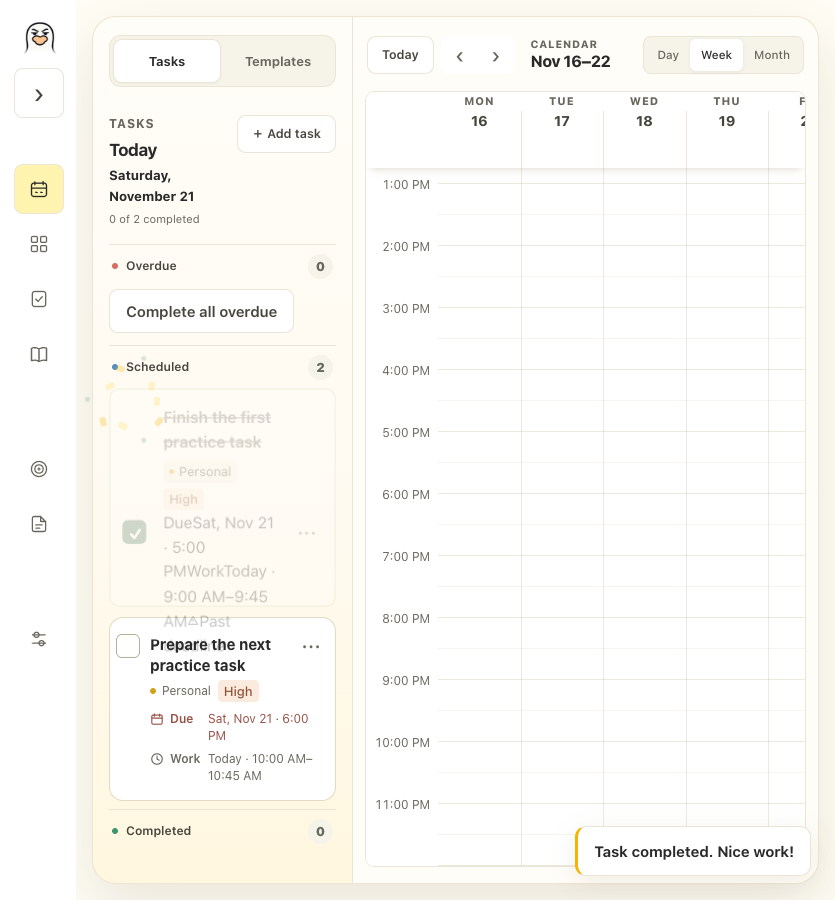 Tasks
Templates
TASKS
Today
Saturday,
November 21
0 of 2 completed
+ Add task
Overdue
0
Complete all overdue
Scheduled
2
Finish the first
practice task
Personal
High
DueSat, Nov 21
· 5:00
PMWorkToday ·
9:00 AM–9:45
AM⚠Past
Prepare the next
practice task
Personal High
Due Sat, Nov 21 · 6:00
PM
Work Today · 10:00 AM–
10:45 AM
Completed
0
Today
CALENDAR
Nov 16–22
Day
Week
Month
MON
16
TUE
17
WED
18
THU
19
1:00 PM
2:00 PM
3:00 PM
4:00 PM
5:00 PM
6:00 PM
7:00 PM
8:00 PM
9:00 PM
10:00 PM
11:00 PM
Task completed. Nice work!